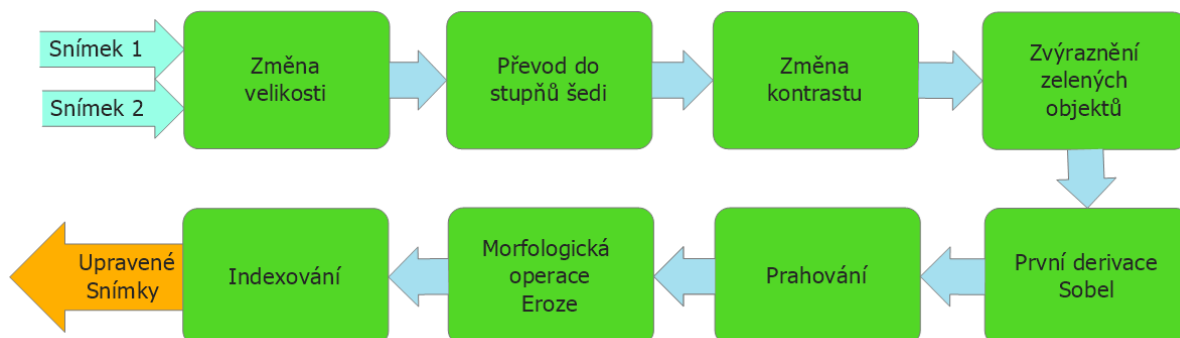 Snímek 1
Snímek 2
Změna
velikosti
Převod do
stupňů šedi
Změna
kontrastu
Zvýraznění
zelených
objektů
První derivace
Sobel
Prahování
Morfologická
operace
Eroze
Indexování
Upravené
Snímky